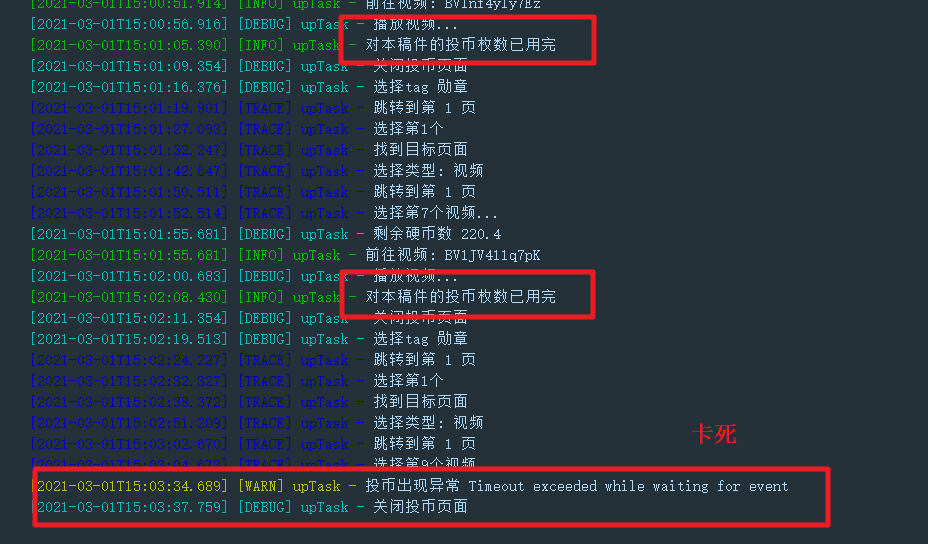 [2021-03-01T15:00:51.914] [INFO] upTask - 前往视频: BV1nf4y1y7Ez
[2021-03-01T15:00:56.916] [DEBUG] upTask - 播放视频...
[2021-03-01T15:01:05.390] [INFO] upTask - 对本稿件的投币枚数已用完
[2021-03-01T15:01:09.354] [DEBUG] upTask - 关闭投币页面
[2021-03-01T15:01:16.376] [DEBUG] upTask - 选择tag 勋章
[2021-03-01T15:01:19.901] [TRACE] upTask - 跳转到第 1 页
[2021-03-01T15:01:27.093] [TRACE] upTask - 选择第1个
[2021-03-01T15:01:32.247] [TRACE] upTask - 找到目标页面
[2021-03-01T15:01:42.647] [TRACE] upTask - 选择类型: 视频
[2021-03-01T15:01:50.511] [TRACE] upTask - 跳转到第 1 页
[2021-03-01T15:01:52.514] [TRACE] upTask - 选择第7个视频...
[2021-03-01T15:01:55.681] [DEBUG] upTask - 剩余硬币数 220.4
[2021-03-01T15:01:55.681] [INFO] upTask - 前往视频: BV1JV411q7pK
[2021-03-01T15:02:00.683] [DEBUG] upTask - 播放视频...
[2021-03-01T15:02:08.430] [INFO] upTask - 对本稿件的投币枚数已用完
[2021-03-01T15:02:11.354] [DEBUG] upTask - 关闭投币页面
[2021-03-01T15:02:19.513] [DEBUG] upTask - 选择tag 勋章
[2021-03-01T15:02:24.227] [TRACE] upTask - 跳转到第 1 页
[2021-03-01T15:02:32.327] [TRACE] upTask - 选择第1个
[2021-03-01T15:02:38.372] [TRACE] upTask - 找到目标页面
[2021-03-01T15:02:51.209] [TRACE] upTask - 选择类型: 视频
[2021-03-01T15:03:02.670] [TRACE] upTask - 跳转到第 1 页
卡死
[2021-03-01T15:03:04.673] [TRACE] upTask - 选择第9个视频
[2021-03-01T15:03:34.689] [WARN] upTask - 投币出现异常 Timeout exceeded while waiting for event
[2021-03-01T15:03:37.759] [DEBUG] upTask - 关闭投币页面